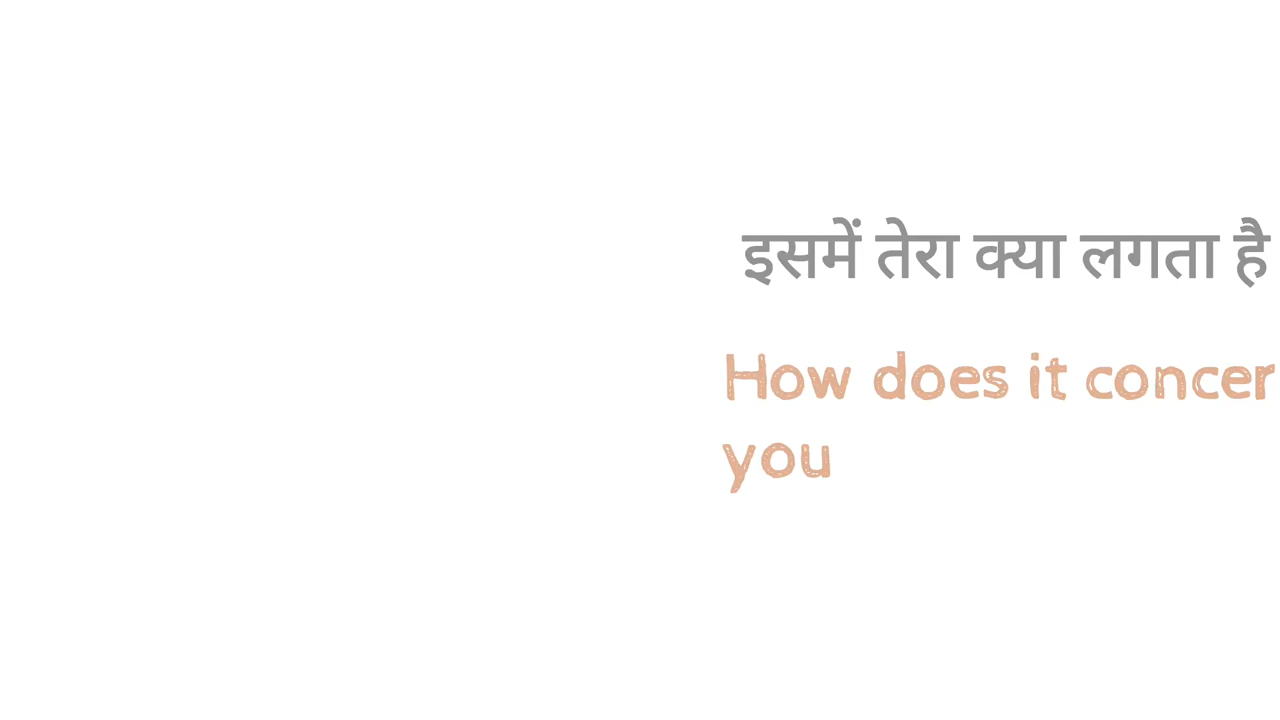 इसमें तेरा क्या लगता है
How does it concer
you